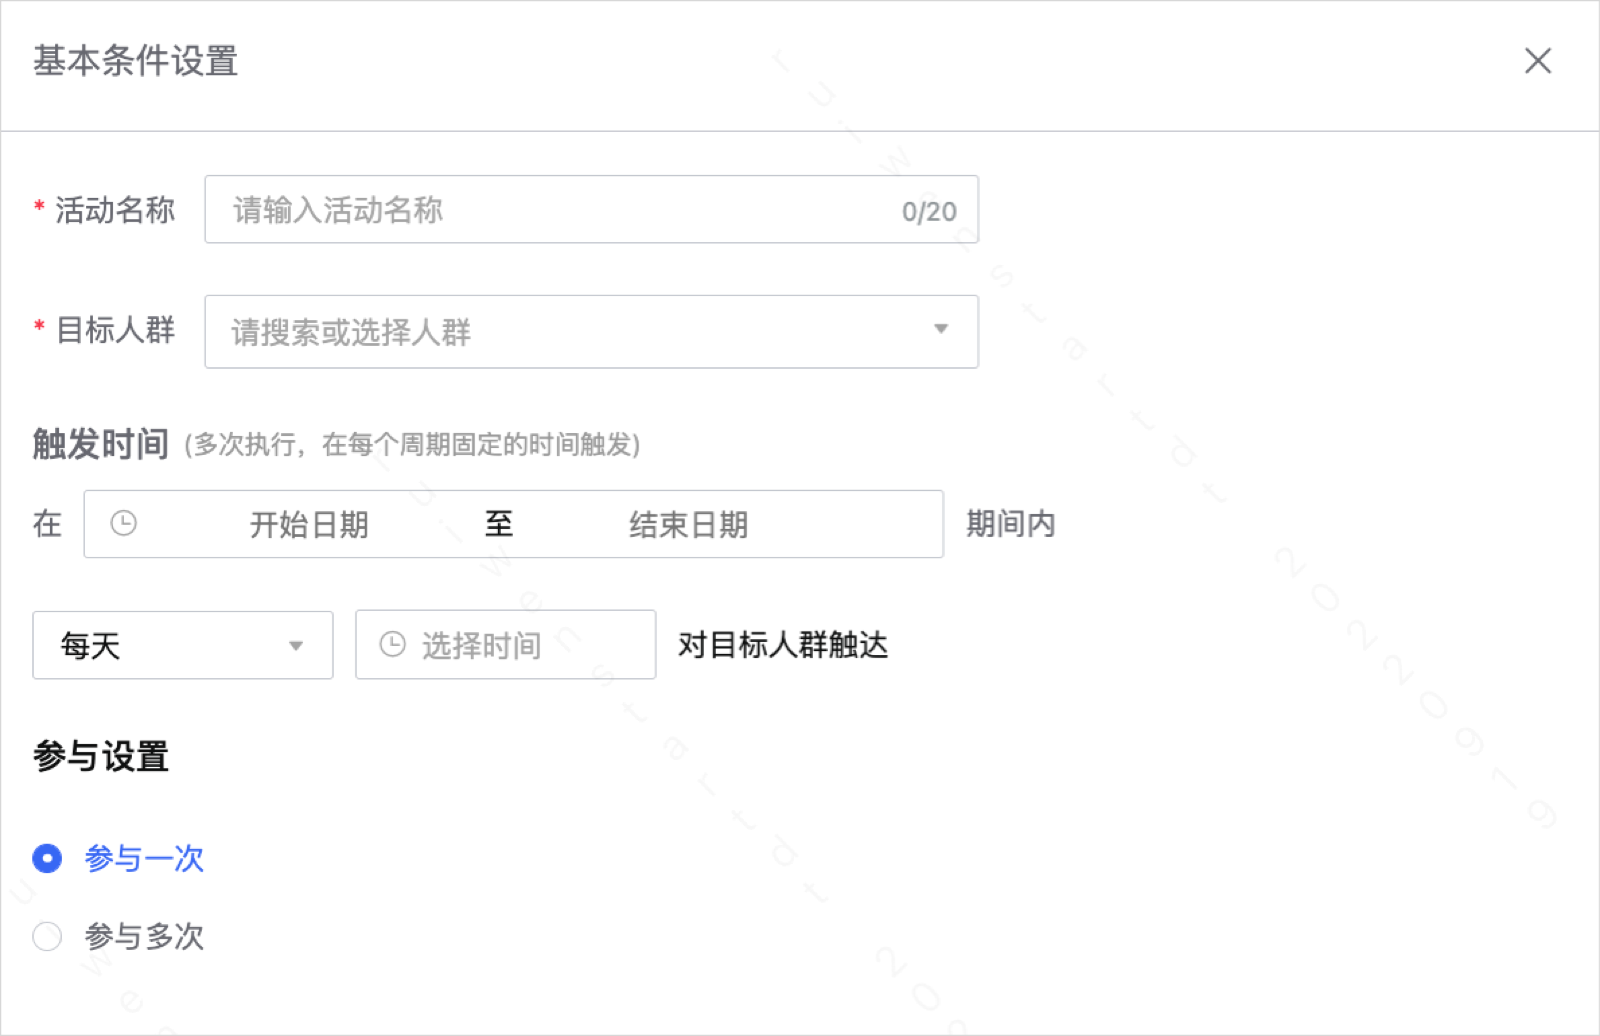 基本条件设置
* 活动名称 请输入活动名称 0/20
* 目标人群 请搜索或选择人群
触发时间 (多次执行，在每个周期固定的时间触发)
在 开始日期 至 结束日期 期间内
每天 选择时间 对目标人群触达
参与设置
参与一次
参与多次